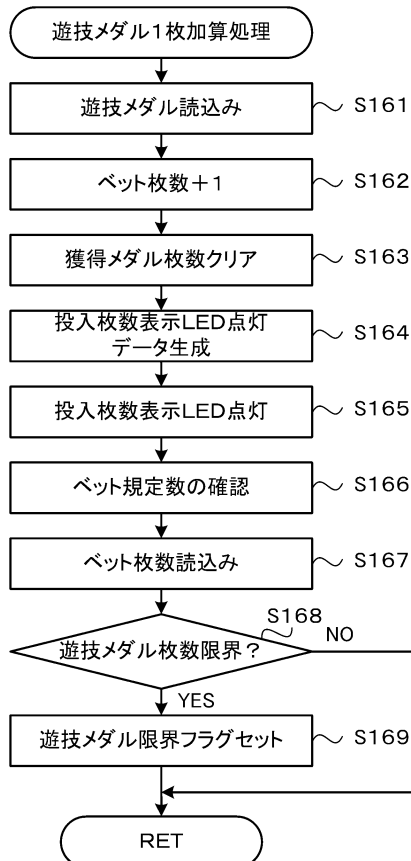 遊技メダル１枚加算処理
遊技メダル読込み
S161
ベット枚数＋１
S162
獲得メダル枚数クリア
S163
投入枚数表示LED点灯
データ生成
S164
投入枚数表示LED点灯
S165
ベット規定数の確認
S166
ベット枚数読込み
S167
S168
遊技メダル枚数限界？
NO
YES
遊技メダル限界フラグセット
S169
RET